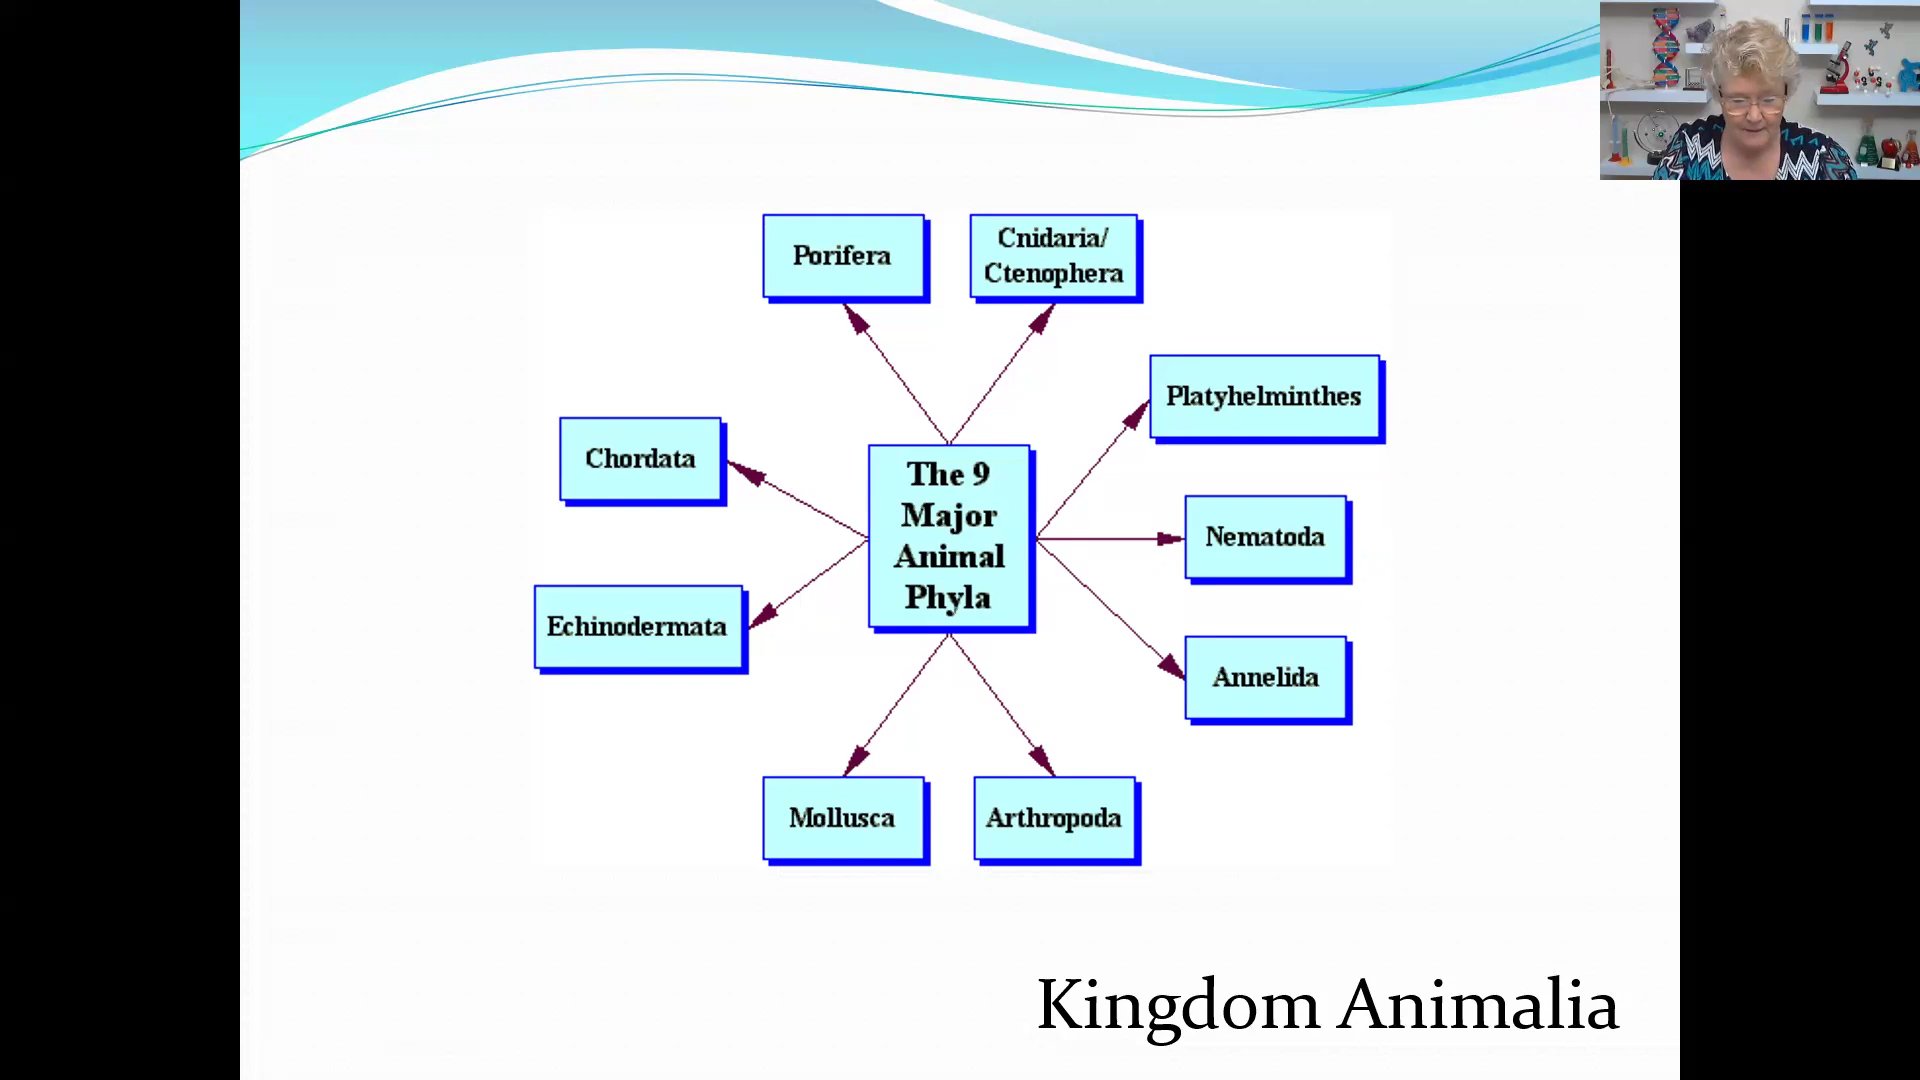 Porifera
Cnidaria/
Ctenophera
Platyhelminthes
Chordata
The 9
Major
Animal
Phyla
Nematoda
Echinodermata
Annelida
Mollusca
Arthropoda
Kingdom Animalia